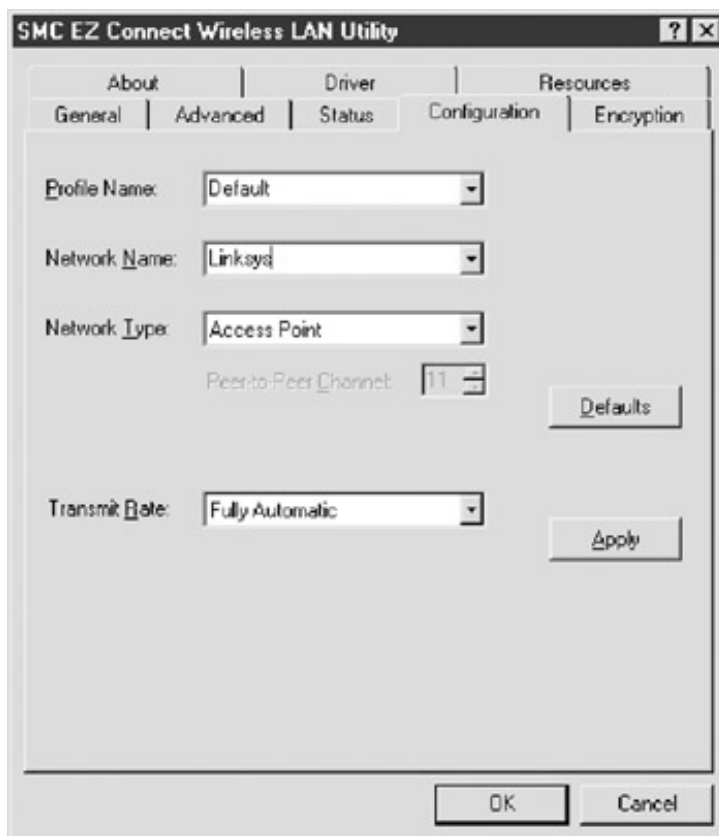 SMC EZ Connect Wireless LAN Utility
About Driver Resources
General Advanced Status Configuration Encryption
Profile Name: Default
Network Name: Linksys
Network Type: Access Point
Peer-to-Peer Channel: 11
Defaults
Transmit Rate: Fully Automatic
Apply
OK Cancel